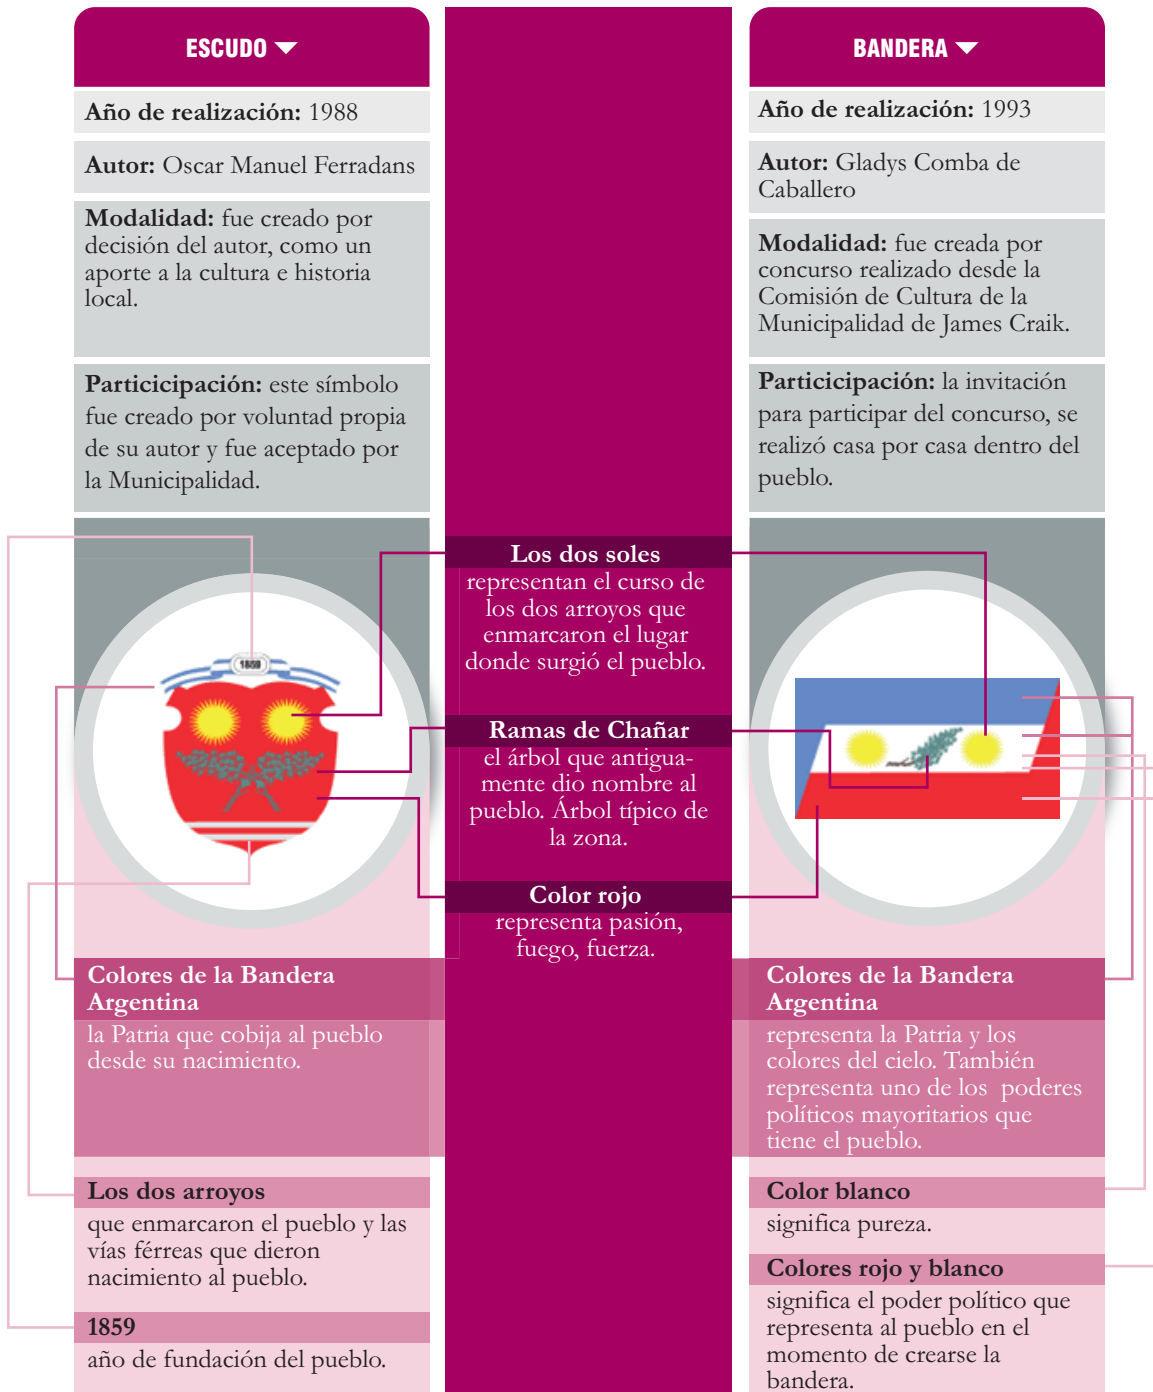 ESCUDO
Año de realización: 1988
Autor: Oscar Manuel Ferradans
Modalidad: fue creado por
decisión del autor, como un
aporte a la cultura e historia
local.
Particicipación: este símbolo
fue creado por voluntad propia
de su autor y fue aceptado por
la Municipalidad.
1859
Colores de la Bandera
Argentina
la Patria que cobija al pueblo
desde su nacimiento.
Los dos arroyos
que enmarcaron el pueblo y las
vías férreas que dieron
nacimiento al pueblo.
1859
año de fundación del pueblo.
Los dos soles
representan el curso de
los dos arroyos que
enmarcaron el lugar
donde surgió el pueblo.
Ramas de Chañar
el árbol que antigua-
mente dio nombre al
pueblo. Árbol típico de
la zona.
Color rojo
representa pasión,
fuego, fuerza.
BANDERA
Año de realización: 1993
Autor: Gladys Comba de
Caballero
Modalidad: fue creada por
concurso realizado desde la
Comisión de Cultura de la
Municipalidad de James Craik.
Particicipación: la invitación
para participar del concurso, se
realizó casa por casa dentro del
pueblo.
Colores de la Bandera
Argentina
representa la Patria y los
colores del cielo. También
representa uno de los poderes
políticos mayoritarios que
tiene el pueblo.
Color blanco
significa pureza.
Colores rojo y blanco
significa el poder político que
representa al pueblo en el
momento de crearse la
bandera.